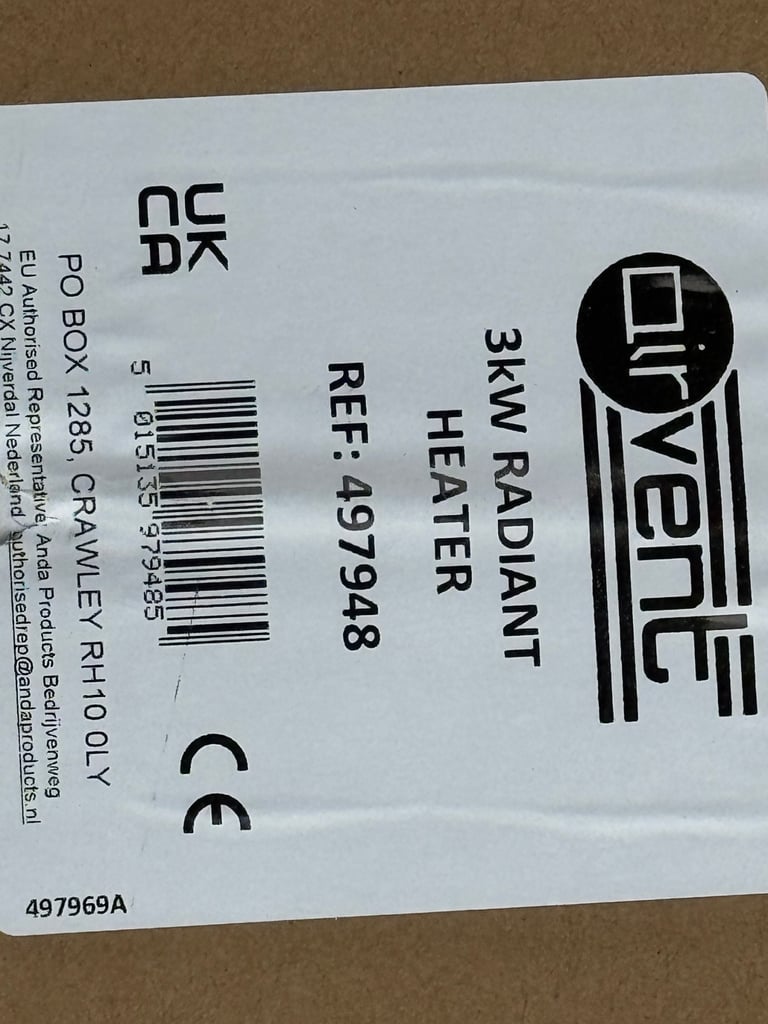 airvent
3kW RADIANT
HEATER
REF: 497948
UK
CA
5 015135 979485
CE
PO BOX 1285, CRAWLEY RH10 0LY
EU Authorised Representative Anda Products Bedrijvenweg
17 7442 CX Nijverdal Nederland authorisedrep@andaproducts.nl
497969A